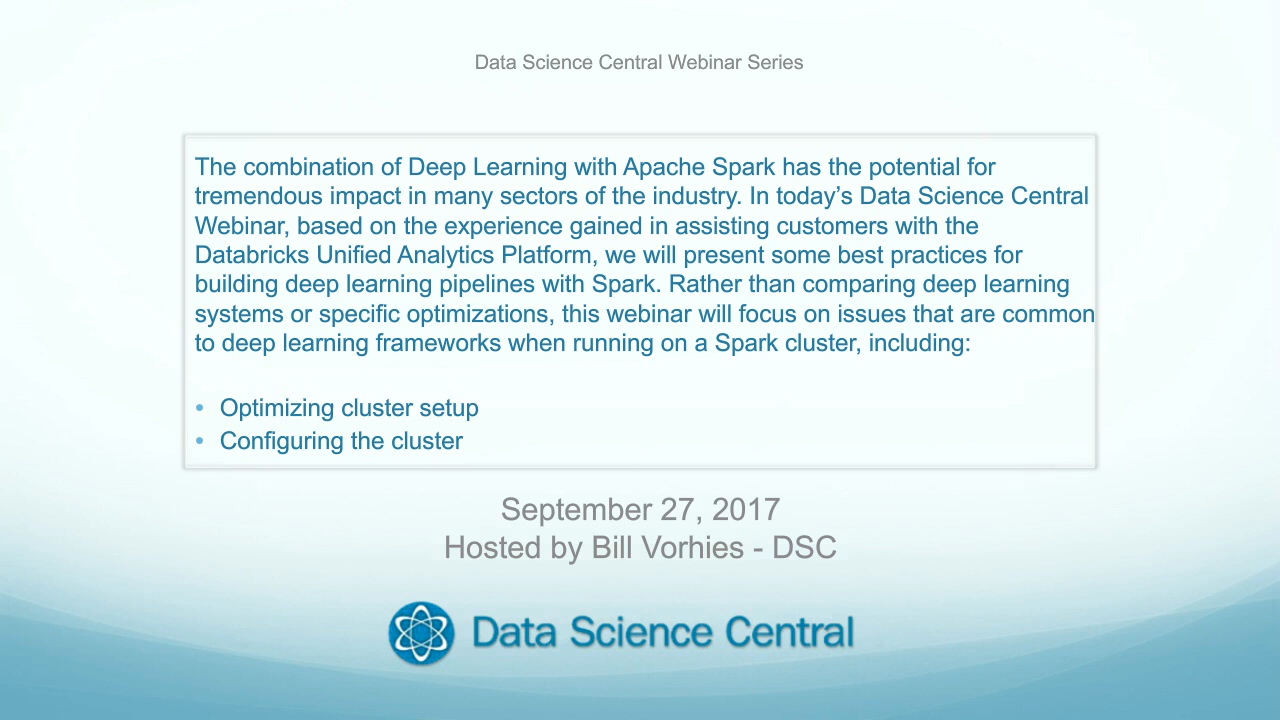 Data Science Central Webinar Series
The combination of Deep Learning with Apache Spark has the potential for
tremendous impact in many sectors of the industry. In today’s Data Science Central
Webinar, based on the experience gained in assisting customers with the
Databricks Unified Analytics Platform, we will present some best practices for
building deep learning pipelines with Spark. Rather than comparing deep learning
systems or specific optimizations, this webinar will focus on issues that are common
to deep learning frameworks when running on a Spark cluster, including:
• Optimizing cluster setup
• Configuring the cluster
September 27, 2017
Hosted by Bill Vorhies - DSC
Data Science Central